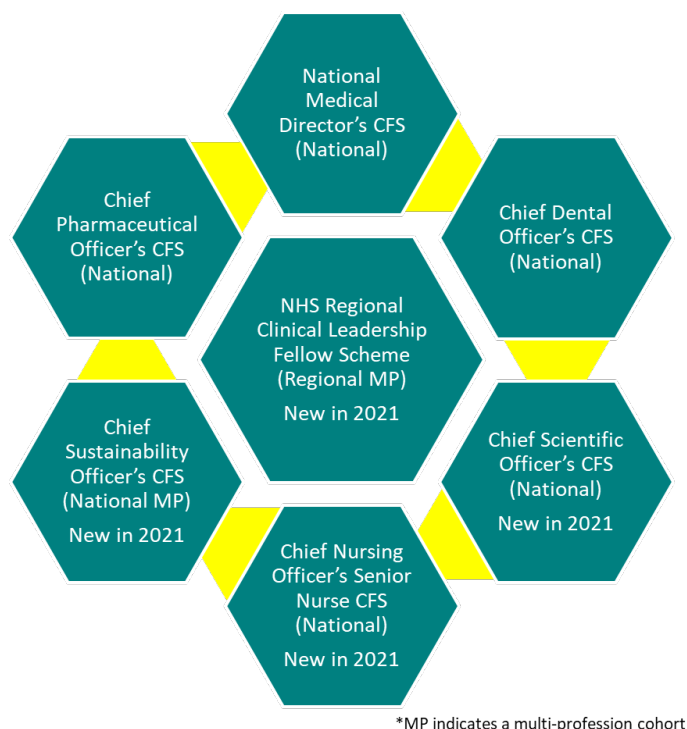 National
Medical
Director’s CFS
(National)
Chief
Pharmaceutical
Officer’s CFS
(National)
Chief Dental
Officer’s CFS
(National)
NHS Regional
Clinical Leadership
Fellow Scheme
(Regional MP)
New in 2021
Chief
Sustainability
Officer’s CFS
(National MP)
New in 2021
Chief Scientific
Officer’s CFS
(National)
New in 2021
Chief Nursing
Officer’s Senior
Nurse CFS
(National)
New in 2021
*MP indicates a multi-profession cohort